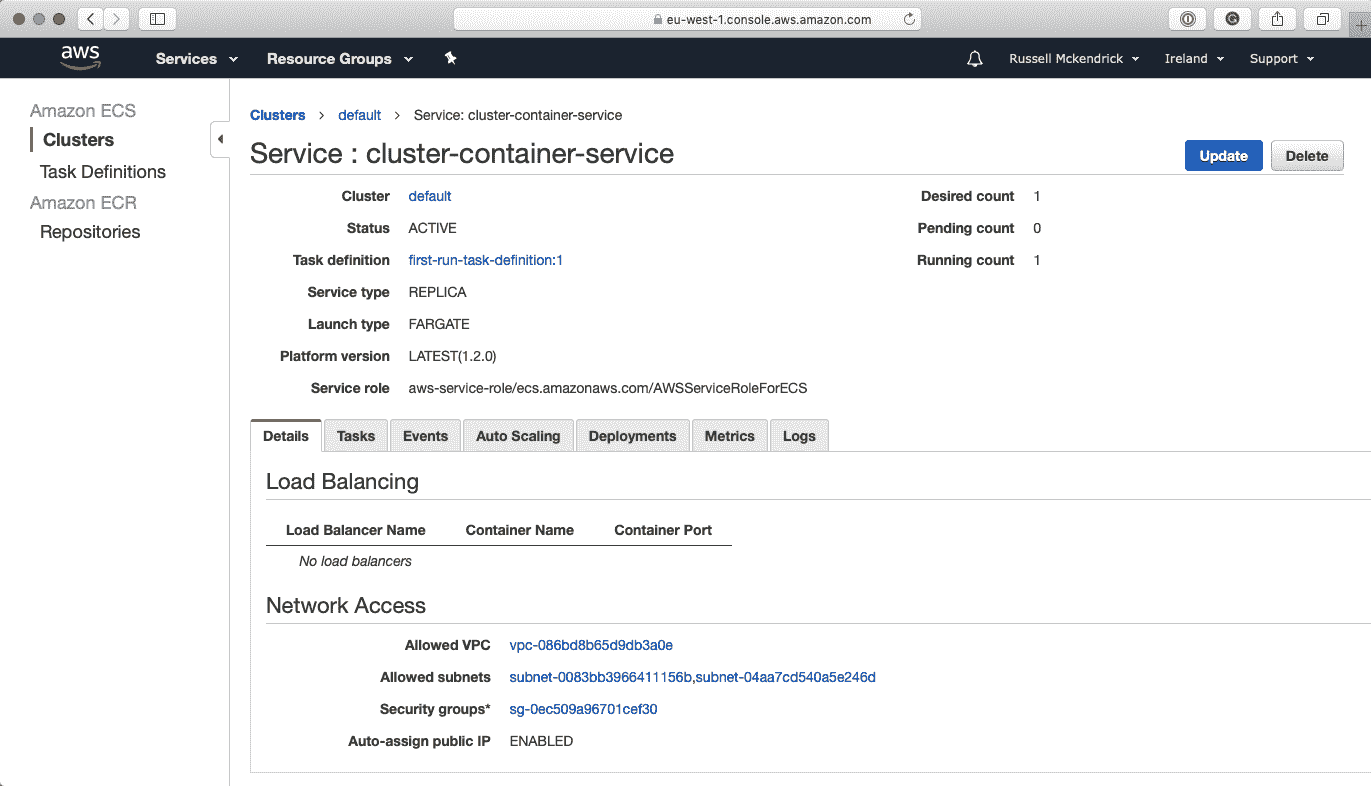 eu-west-1.console.aws.amazon.com
aws Services Resource Groups Russell Mckendrick Ireland Support
Amazon ECS
Clusters
Task Definitions
Amazon ECR
Repositories
Clusters > default > Service: cluster-container-service
Service : cluster-container-service
Update Delete
Cluster default Desired count 1
Status ACTIVE Pending count 0
Task definition first-run-task-definition:1 Running count 1
Service type REPLICA
Launch type FARGATE
Platform version LATEST(1.2.0)
Service role aws-service-role/ecs.amazonaws.com/AWSServiceRoleForECS
Details Tasks Events Auto Scaling Deployments Metrics Logs
Load Balancing
Load Balancer Name Container Name Container Port
No load balancers
Network Access
Allowed VPC vpc-086bd8b65d9db3a0e
Allowed subnets subnet-0083bb3966411156b,subnet-04aa7cd540a5e246d
Security groups* sg-0ec509a96701cef30
Auto-assign public IP ENABLED